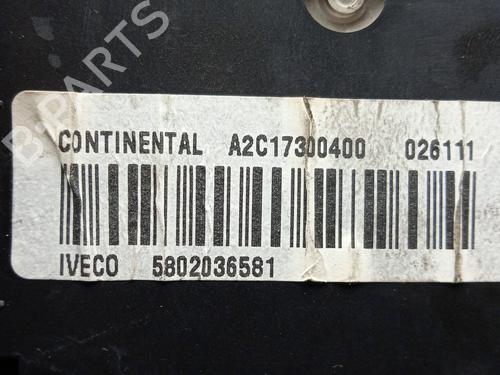 B-PARTS
CONTINENTAL A2C17300400 026111
IVECO 5802036581